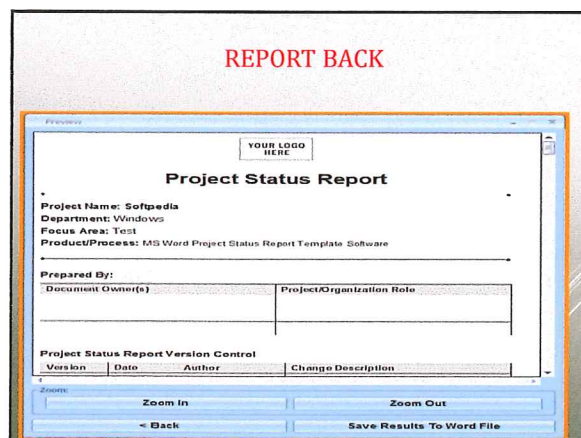 REPORT BACK
Preview
YOUR LOGO
HERE
Project Status Report
Project Name: Softpedia
Department: Windows
Focus Area: Test
Product/Process: MS Word Project Status Report Template Software
Prepared By:
Document Owner(s) Project/Organization Role
Project Status Report Version Control
Version Date Author Change Description
Zoom:
Zoom In Zoom Out
< Back Save Results To Word File